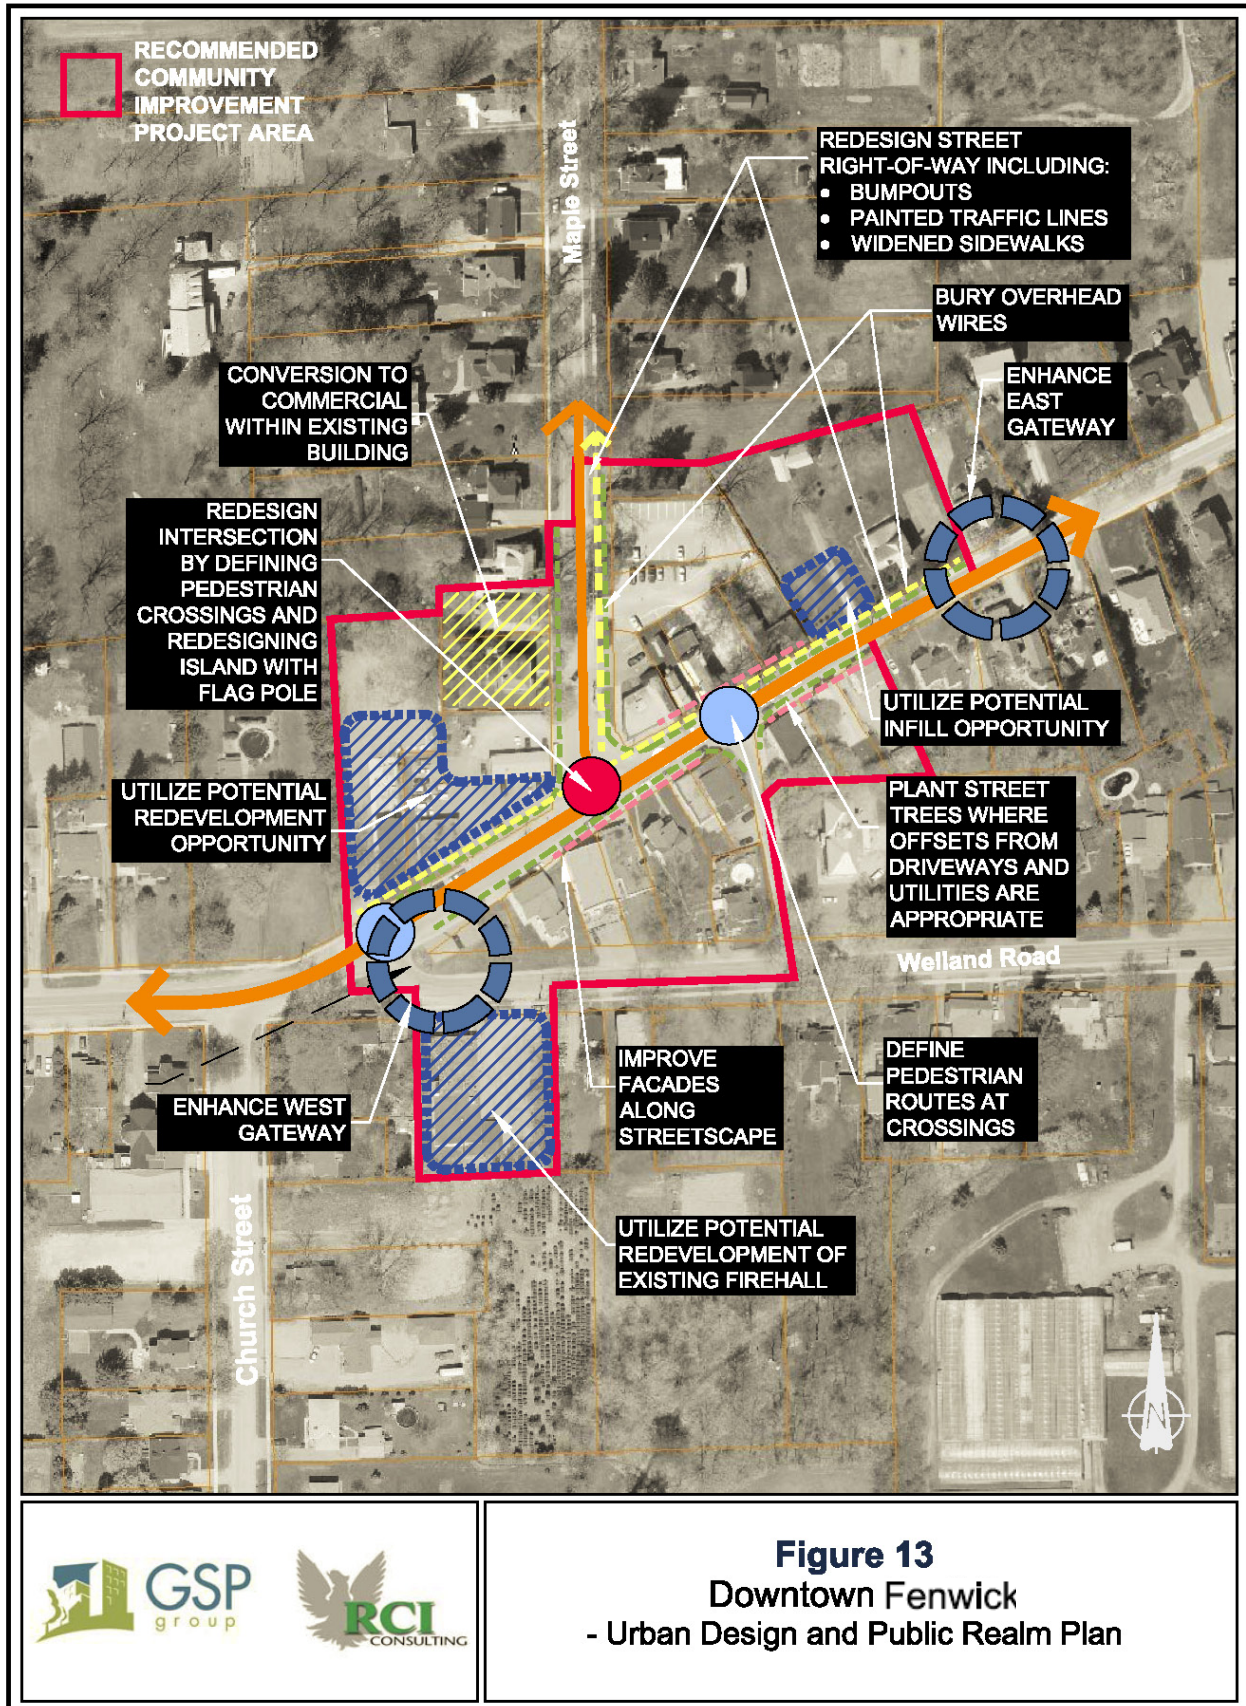 RECOMMENDED
COMMUNITY
IMPROVEMENT
PROJECT AREA
Maple Street
REDESIGN STREET
RIGHT-OF-WAY INCLUDING:
• BUMPOUTS
• PAINTED TRAFFIC LINES
• WIDENED SIDEWALKS
BURY OVERHEAD
WIRES
CONVERSION TO
COMMERCIAL
WITHIN EXISTING
BUILDING
ENHANCE
EAST
GATEWAY
REDESIGN
INTERSECTION
BY DEFINING
PEDESTRIAN
CROSSINGS AND
REDESIGNING
ISLAND WITH
FLAG POLE
UTILIZE POTENTIAL
INFILL OPPORTUNITY
UTILIZE POTENTIAL
REDEVELOPMENT
OPPORTUNITY
PLANT STREET
TREES WHERE
OFFSETS FROM
DRIVEWAYS AND
UTILITIES ARE
APPROPRIATE
Welland Road
IMPROVE
FACADES
ALONG
STREETSCAPE
DEFINE
PEDESTRIAN
ROUTES AT
CROSSINGS
ENHANCE WEST
GATEWAY
Church Street
UTILIZE POTENTIAL
REDEVELOPMENT OF
EXISTING FIREHALL
N
GSP
group
RCI
CONSULTING
Figure 13
Downtown Fenwick
- Urban Design and Public Realm Plan